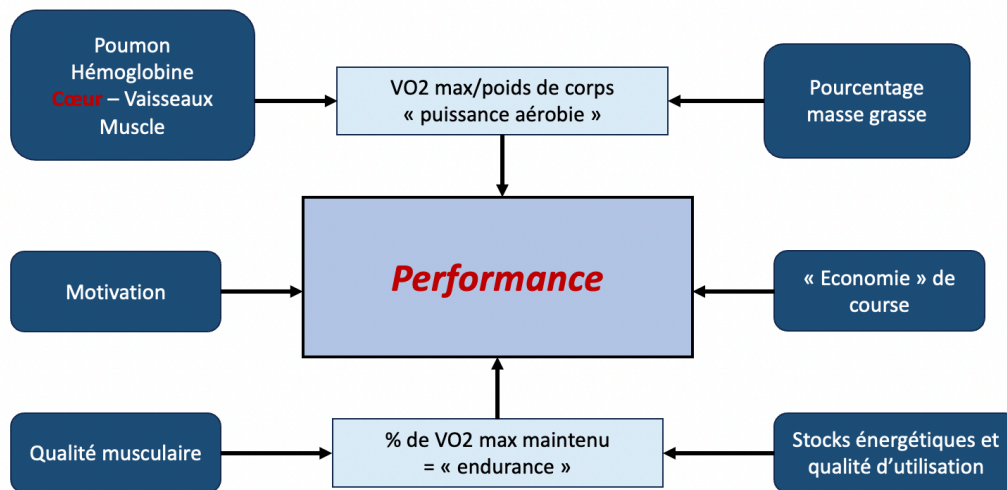 Poumon
Hémoglobine
Cœur – Vaisseaux
Muscle
VO2 max/poids de corps
« puissance aérobie »
Pourcentage
masse grasse
Motivation
Performance
« Economie » de
course
Qualité musculaire
% de VO2 max maintenu
= « endurance »
Stocks énergétiques et
qualité d’utilisation